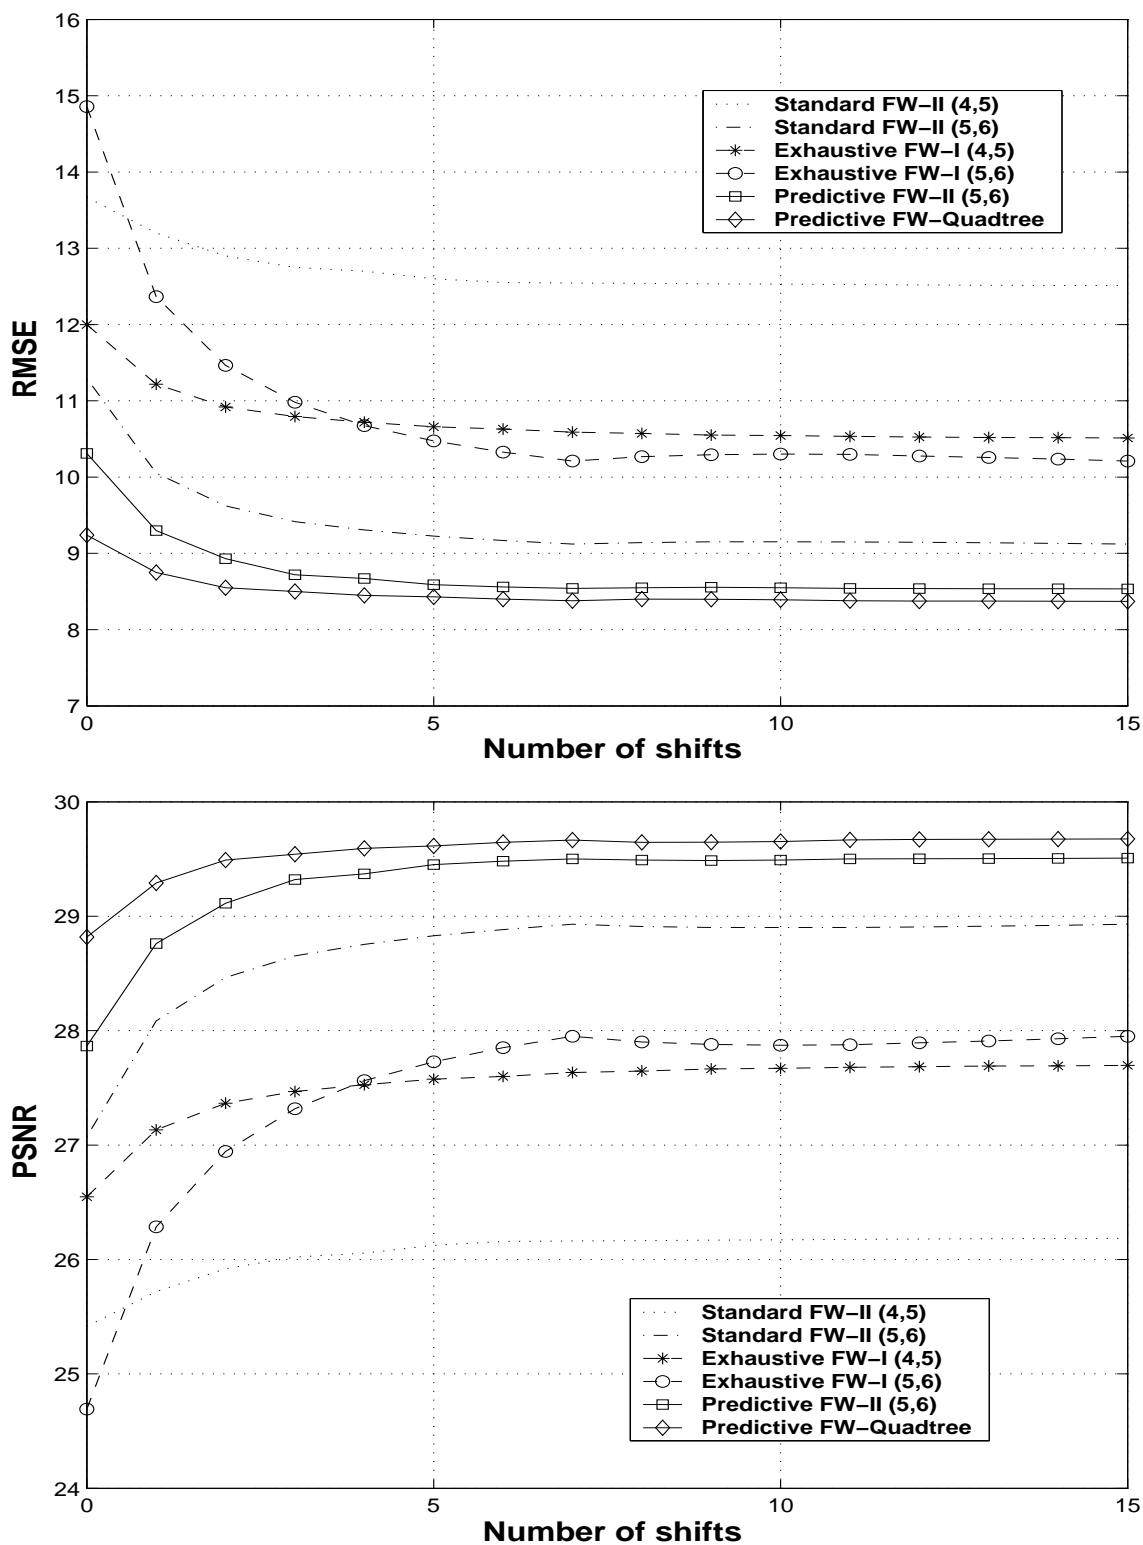 16
15
14
13
12
11
10
9
8
7
RMSE
Standard FW–II (4,5)
Standard FW–II (5,6)
Exhaustive FW–I (4,5)
Exhaustive FW–I (5,6)
Predictive FW–II (5,6)
Predictive FW–Quadtree
0 5 10 15
Number of shifts
30
29
28
27
26
25
24
PSNR
Standard FW–II (4,5)
Standard FW–II (5,6)
Exhaustive FW–I (4,5)
Exhaustive FW–I (5,6)
Predictive FW–II (5,6)
Predictive FW–Quadtree
0 5 10 15
Number of shifts